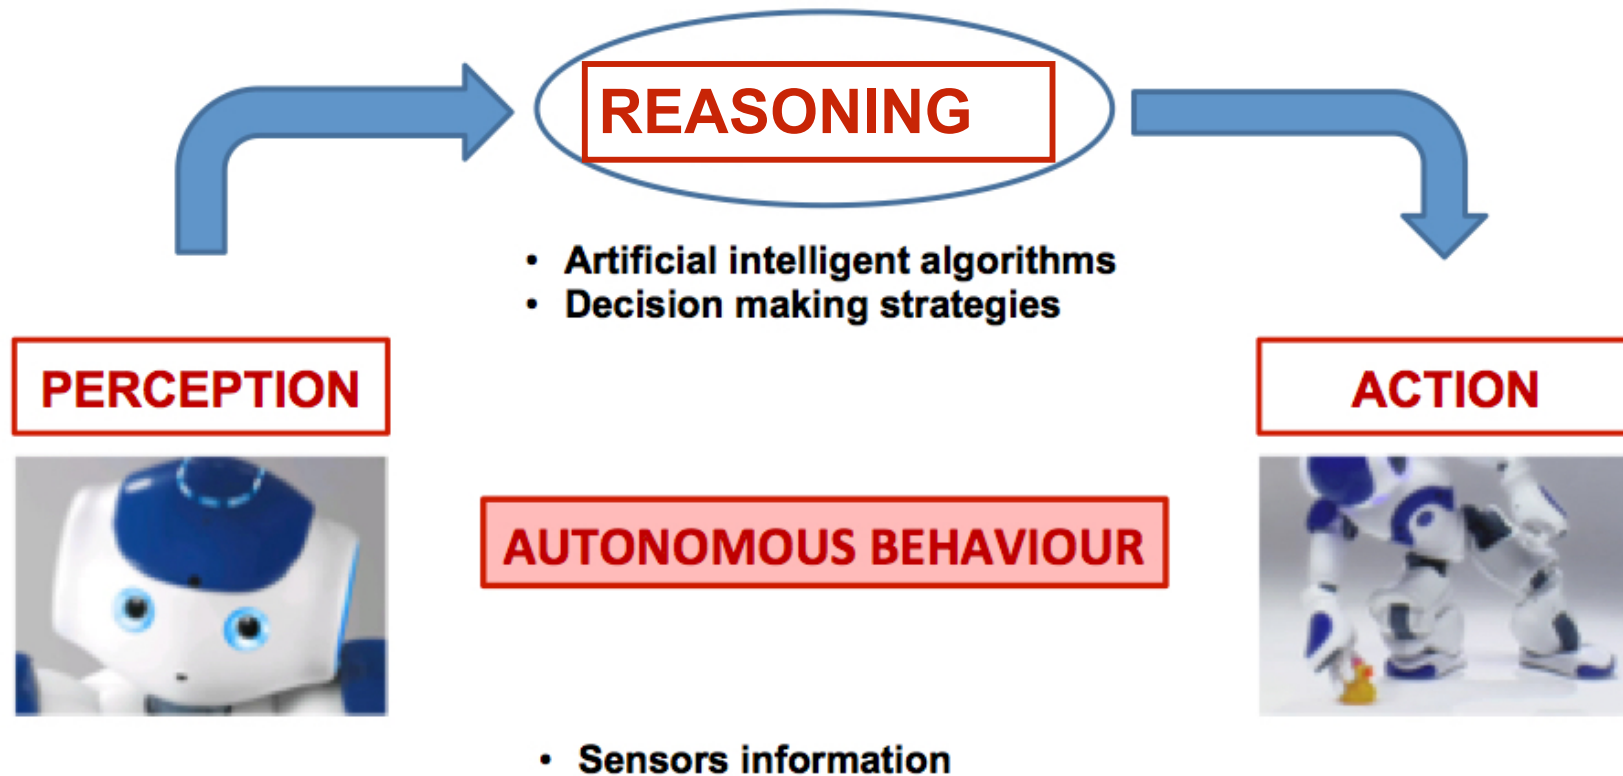 REASONING
• Artificial intelligent algorithms
• Decision making strategies
PERCEPTION
ACTION
AUTONOMOUS BEHAVIOUR
• Sensors information